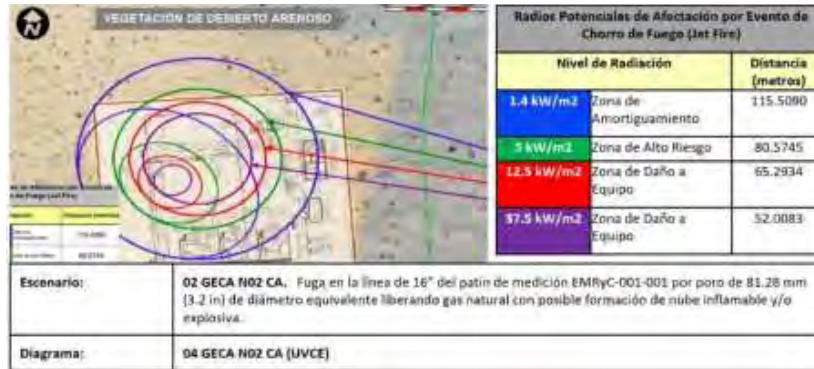 N
VEGETACIÓN DE DESIERTO ARENOSO
Radios Potenciales de Afectación por Evento de
Chorro de Fuego (Jet Fire)
Nivel de Radiación
Distancia
(metros)
1.4 kW/m2 Zona de
Amortiguamiento 115.5090
5 kW/m2 Zona de Alto Riesgo 80.5745
12.5 kW/m2 Zona de Daño a
Equipo 65.2934
37.5 kW/m2 Zona de Daño a
Equipo 52.0083
Escenario: 02 GECA N02 CA. Fuga en la línea de 16" del patín de medición EMRyC-001-001 por poro de 81.28 mm
(3.2 in) de diámetro equivalente liberando gas natural con posible formación de nube inflamable y/o
explosiva.
Diagrama: 04 GECA N02 CA (UVCE)